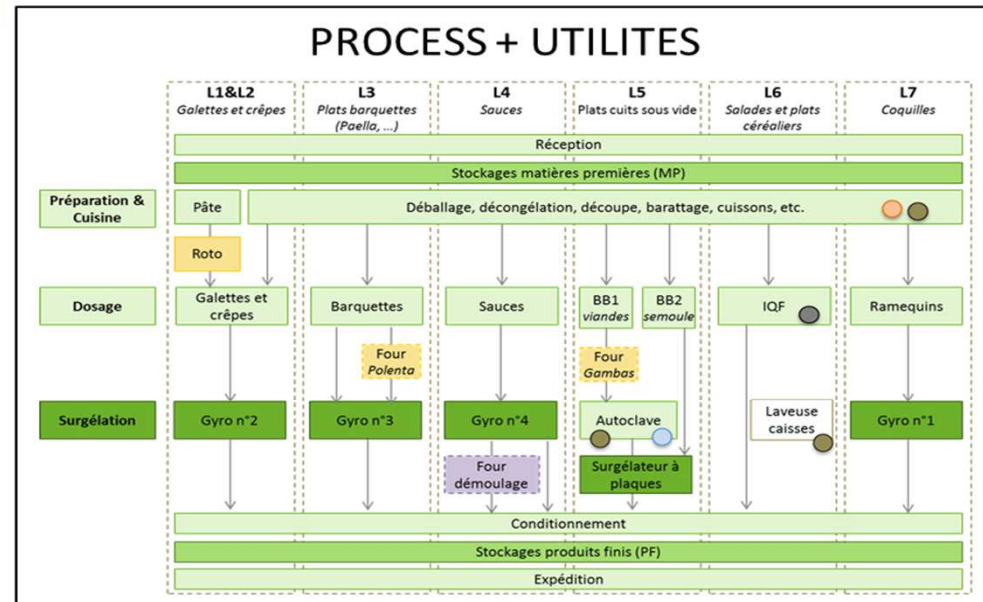 PROCESS + UTILITES
L1&L2
Galettes et crêpes
L3
Plats barquettes
(Paella, ...)
L4
Sauces
L5
Plats cuits sous vide
L6
Salades et plats
céréaliers
L7
Coquilles
Réception
Stockages matières premières (MP)
Préparation &
Cuisine
Pâte
Déballage, décongélation, découpe, barattage, cuissons, etc.
Roto
Dosage
Galettes et
crêpes
Barquettes
Sauces
BB1
viandes
BB2
semoule
IQF
Ramequins
Four
Polenta
Four
Gambas
Surgélation
Gyro n°2
Gyro n°3
Gyro n°4
Autoclave
Laveuse
caisses
Gyro n°1
Four
démoulage
Surgélateur à
plaques
Conditionnement
Stockages produits finis (PF)
Expédition